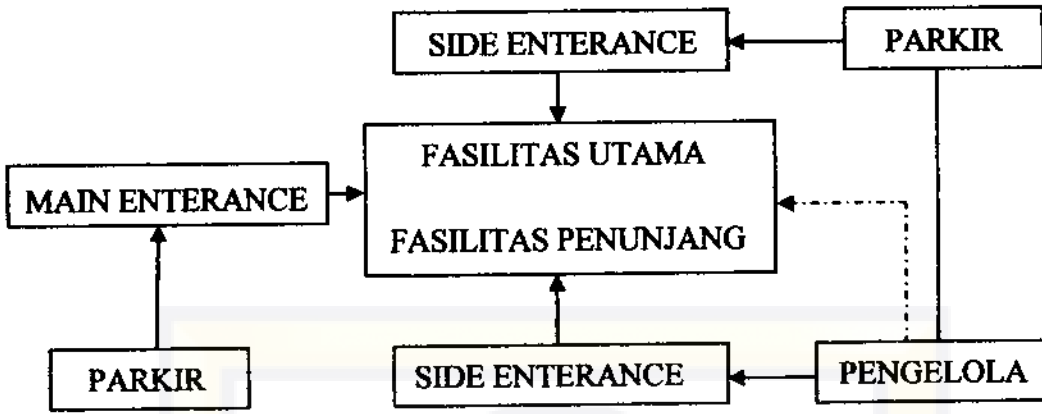 SIDE ENTERANCE
PARKIR
FASILITAS UTAMA
MAIN ENTERANCE
FASILITAS PENUNJANG
PARKIR
SIDE ENTERANCE
PENGELOLA